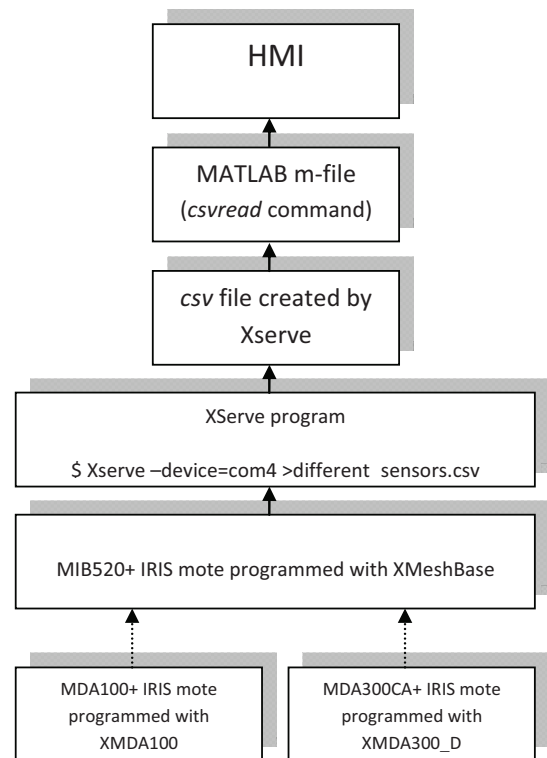 HMI
MATLAB m-file
(csvread command)
csv file created by
Xserve
XServe program
$ Xserve –device=com4 >different sensors.csv
MIB520+ IRIS mote programmed with XMeshBase
MDA100+ IRIS mote
programmed with
XMDA100
MDA300CA+ IRIS mote
programmed with
XMDA300_D